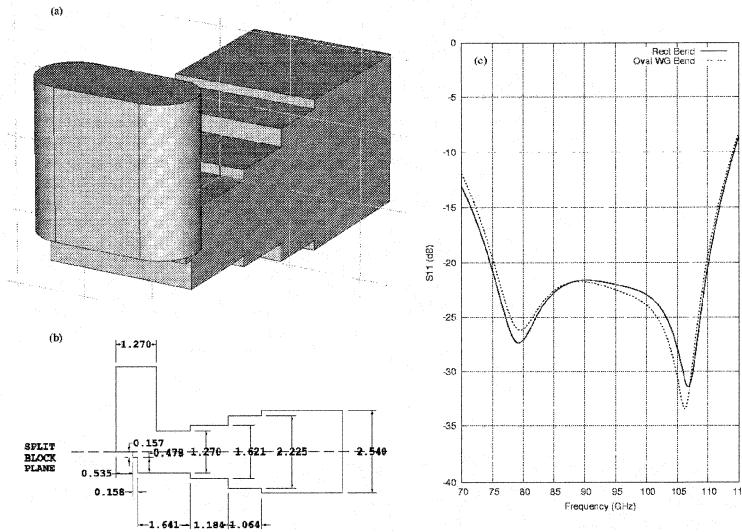 (a)
(b)
1.270
SPLIT
BLOCK
PLANE
0.157
0.479
1.270
1.621
2.225
2.540
0.535
0.158
1.641
1.184
1.064
(c)
Rect Bend
Oval WG Bend
0
-5
-10
-15
-20
-25
-30
-35
-40
S11 (dB)
70 75 80 85 90 95 100 105 110 115
Frequency (GHz)